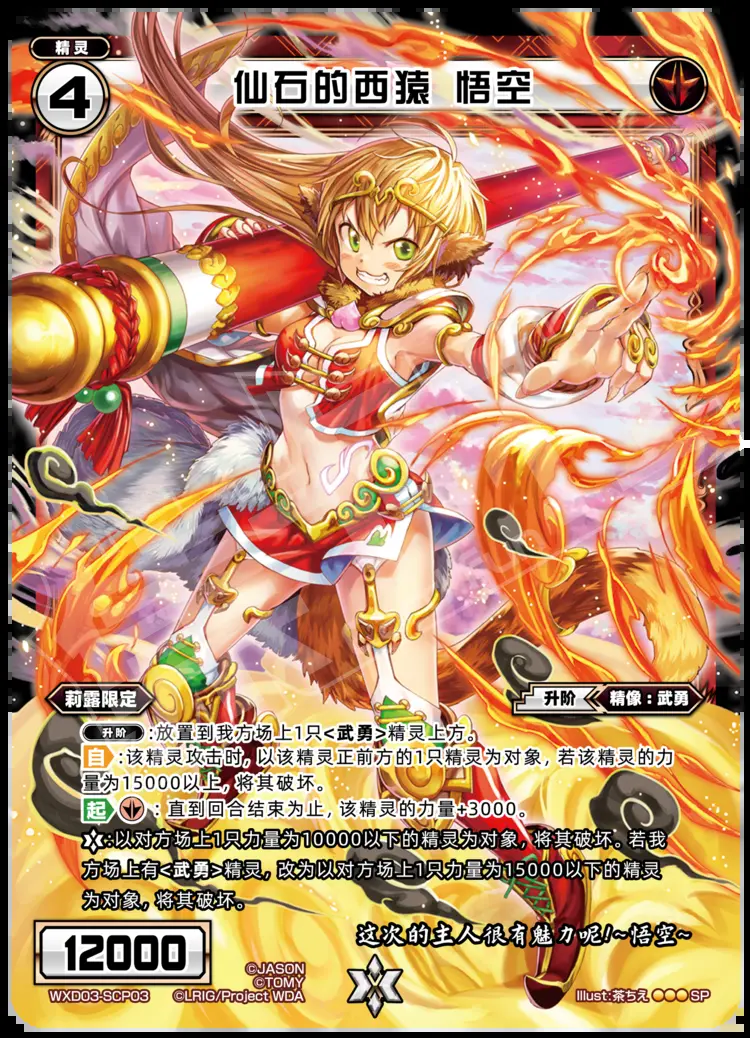 精灵
4
仙石的西猿 悟空
莉露限定
升阶 精像:武勇
升阶:放置到我方场上1只<武勇>精灵上方。
自:该精灵攻击时, 以该精灵正前方的1只精灵为对象, 若该精灵的力
量为15000以上, 将其破坏。
起 : 直到回合结束为止, 该精灵的力量+3000。
:以对方场上1只力量为10000以下的精灵为对象, 将其破坏. 若我
方场上有<武勇>精灵, 改为以对方场上1只力量为15000以下的精灵
为对象, 将其破坏。
这次的主人很有魅力呢!~悟空~
12000
©JASON
©TOMY
WXD03-SCP03 ©LRIG/Project WDA
Illust:茶ちえ SP